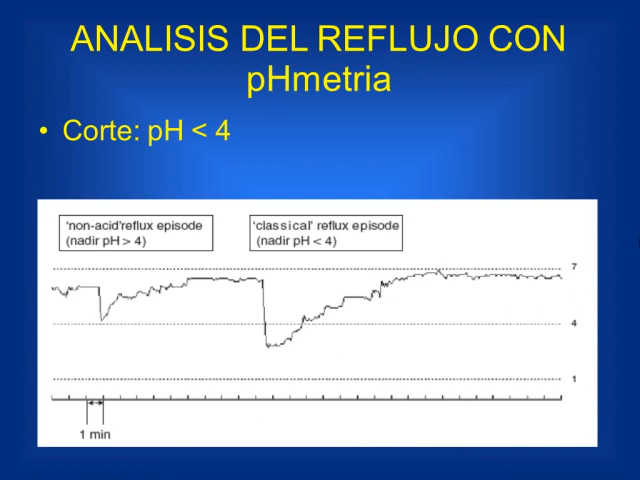 ANALISIS DEL REFLUJO CON
pHmetria
• Corte: pH < 4
'non-acid'reflux episode
(nadir pH > 4)
'classical' reflux episode
(nadir pH < 4)
7
4
1
1 min